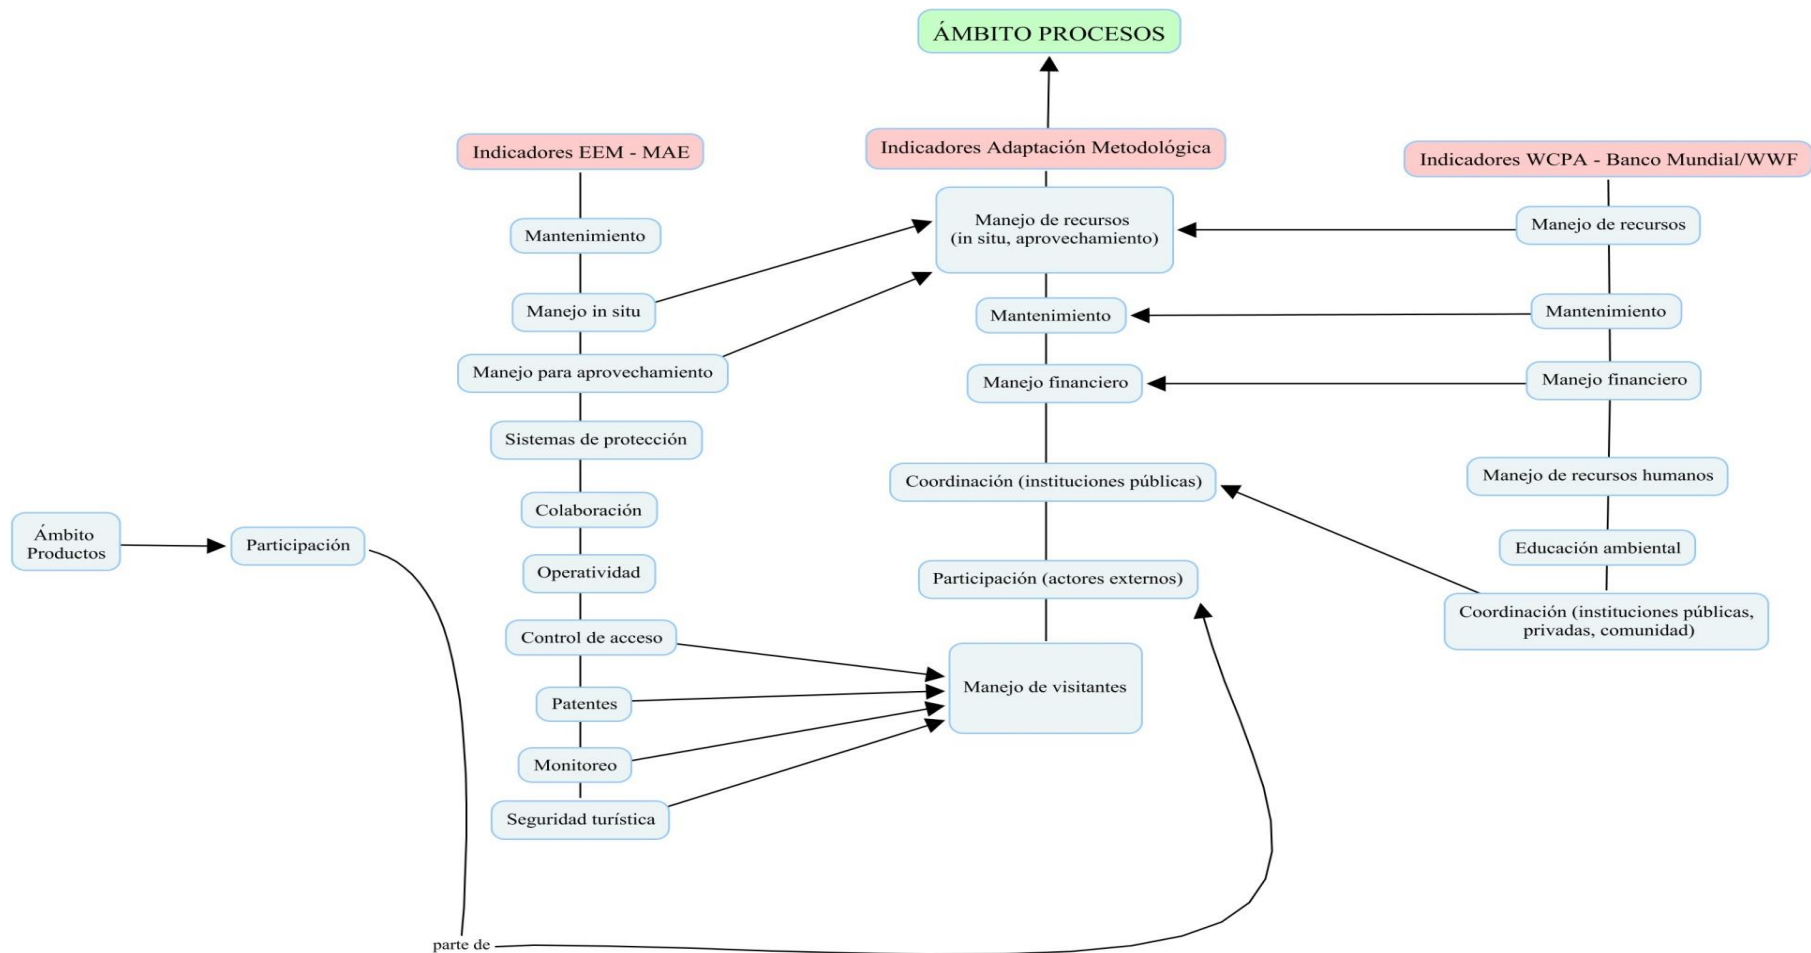 ÁMBITO PROCESOS
Indicadores EEM - MAE
Mantenimiento
Manejo in situ
Manejo para aprovechamiento
Sistemas de protección
Colaboración
Operatividad
Control de acceso
Patentes
Monitoreo
Seguridad turística
Indicadores Adaptación Metodológica
Manejo de recursos
(in situ, aprovechamiento)
Mantenimiento
Manejo financiero
Coordinación (instituciones públicas)
Participación (actores externos)
Manejo de visitantes
Indicadores WCPA - Banco Mundial/WWF
Manejo de recursos
Mantenimiento
Manejo financiero
Manejo de recursos humanos
Educación ambiental
Coordinación (instituciones públicas,
privadas, comunidad)
Ámbito
Productos
Participación
parte de